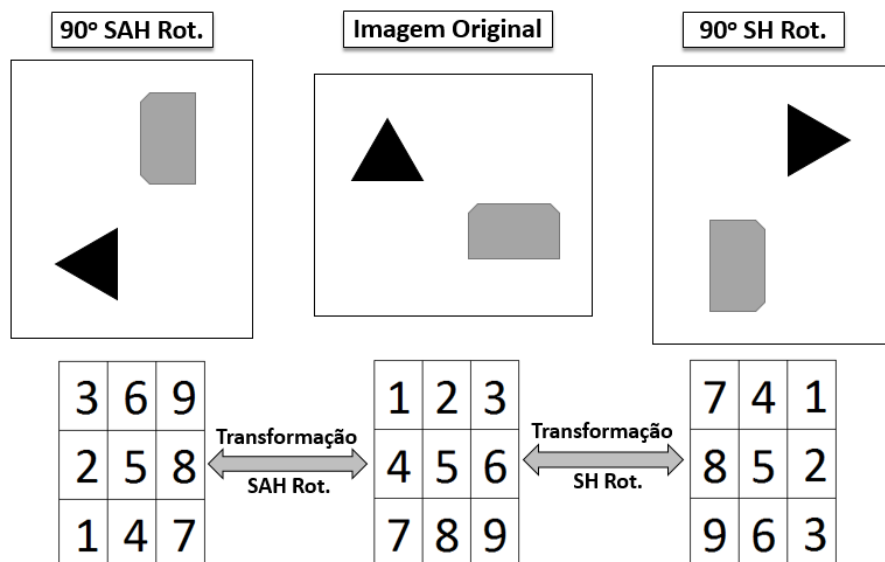 90º SAH Rot.
Imagem Original
90º SH Rot.
3 6 9
2 5 8
1 4 7
Transformação
SAH Rot.
1 2 3
4 5 6
7 8 9
Transformação
SH Rot.
7 4 1
8 5 2
9 6 3